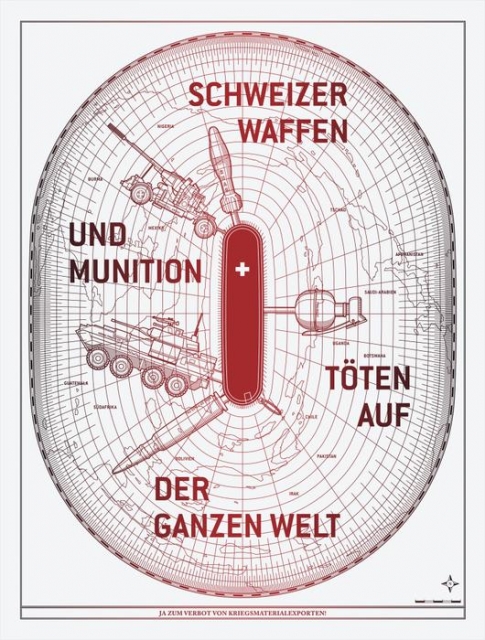 SCHWEIZER
WAFFEN
NIGERIA
BURMA
TSCHAD
UND
MUNITION
MEXIKO
AFGHANISTAN
SAUDI-ARABIEN
UGANDA
BOTSWANA
GUATEMALA
SÜDAFRIKA
TÖTEN
AUF
CHILE
BOLIVIEN
PAKISTAN
IRAN
DER
GANZEN WELT
JA ZUM VERBOT VON KRIEGSMATERIALEXPORTEN!